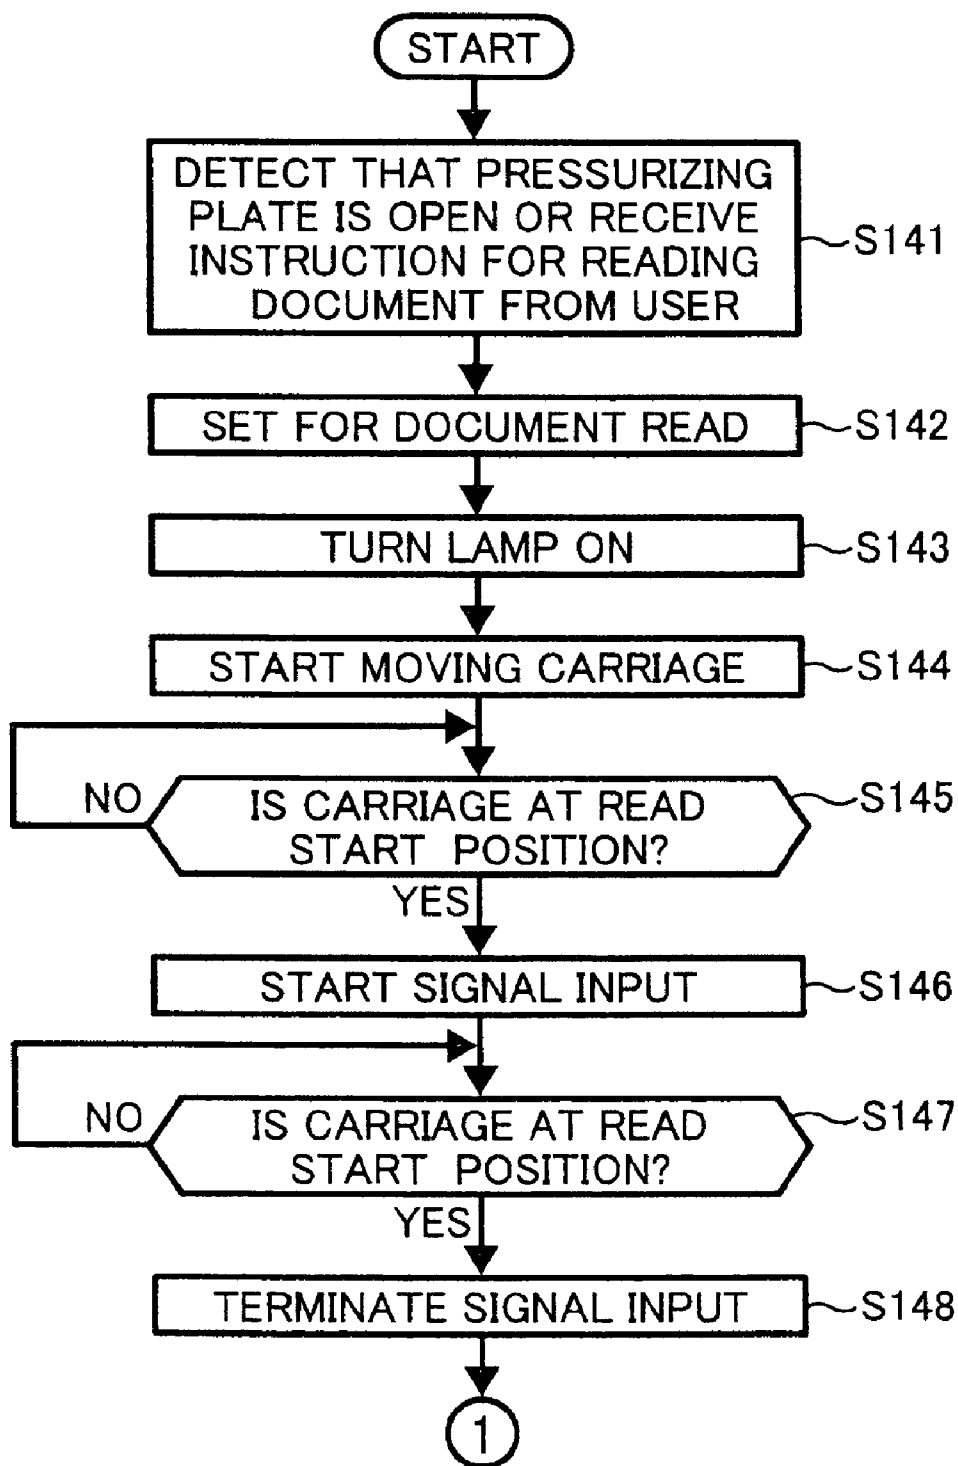 START
DETECT THAT PRESSURIZING
PLATE IS OPEN OR RECEIVE
INSTRUCTION FOR READING
DOCUMENT FROM USER
S141
SET FOR DOCUMENT READ
S142
TURN LAMP ON
S143
START MOVING CARRIAGE
S144
NO
IS CARRIAGE AT READ
START POSITION?
S145
YES
START SIGNAL INPUT
S146
NO
IS CARRIAGE AT READ
START POSITION?
S147
YES
TERMINATE SIGNAL INPUT
S148
1